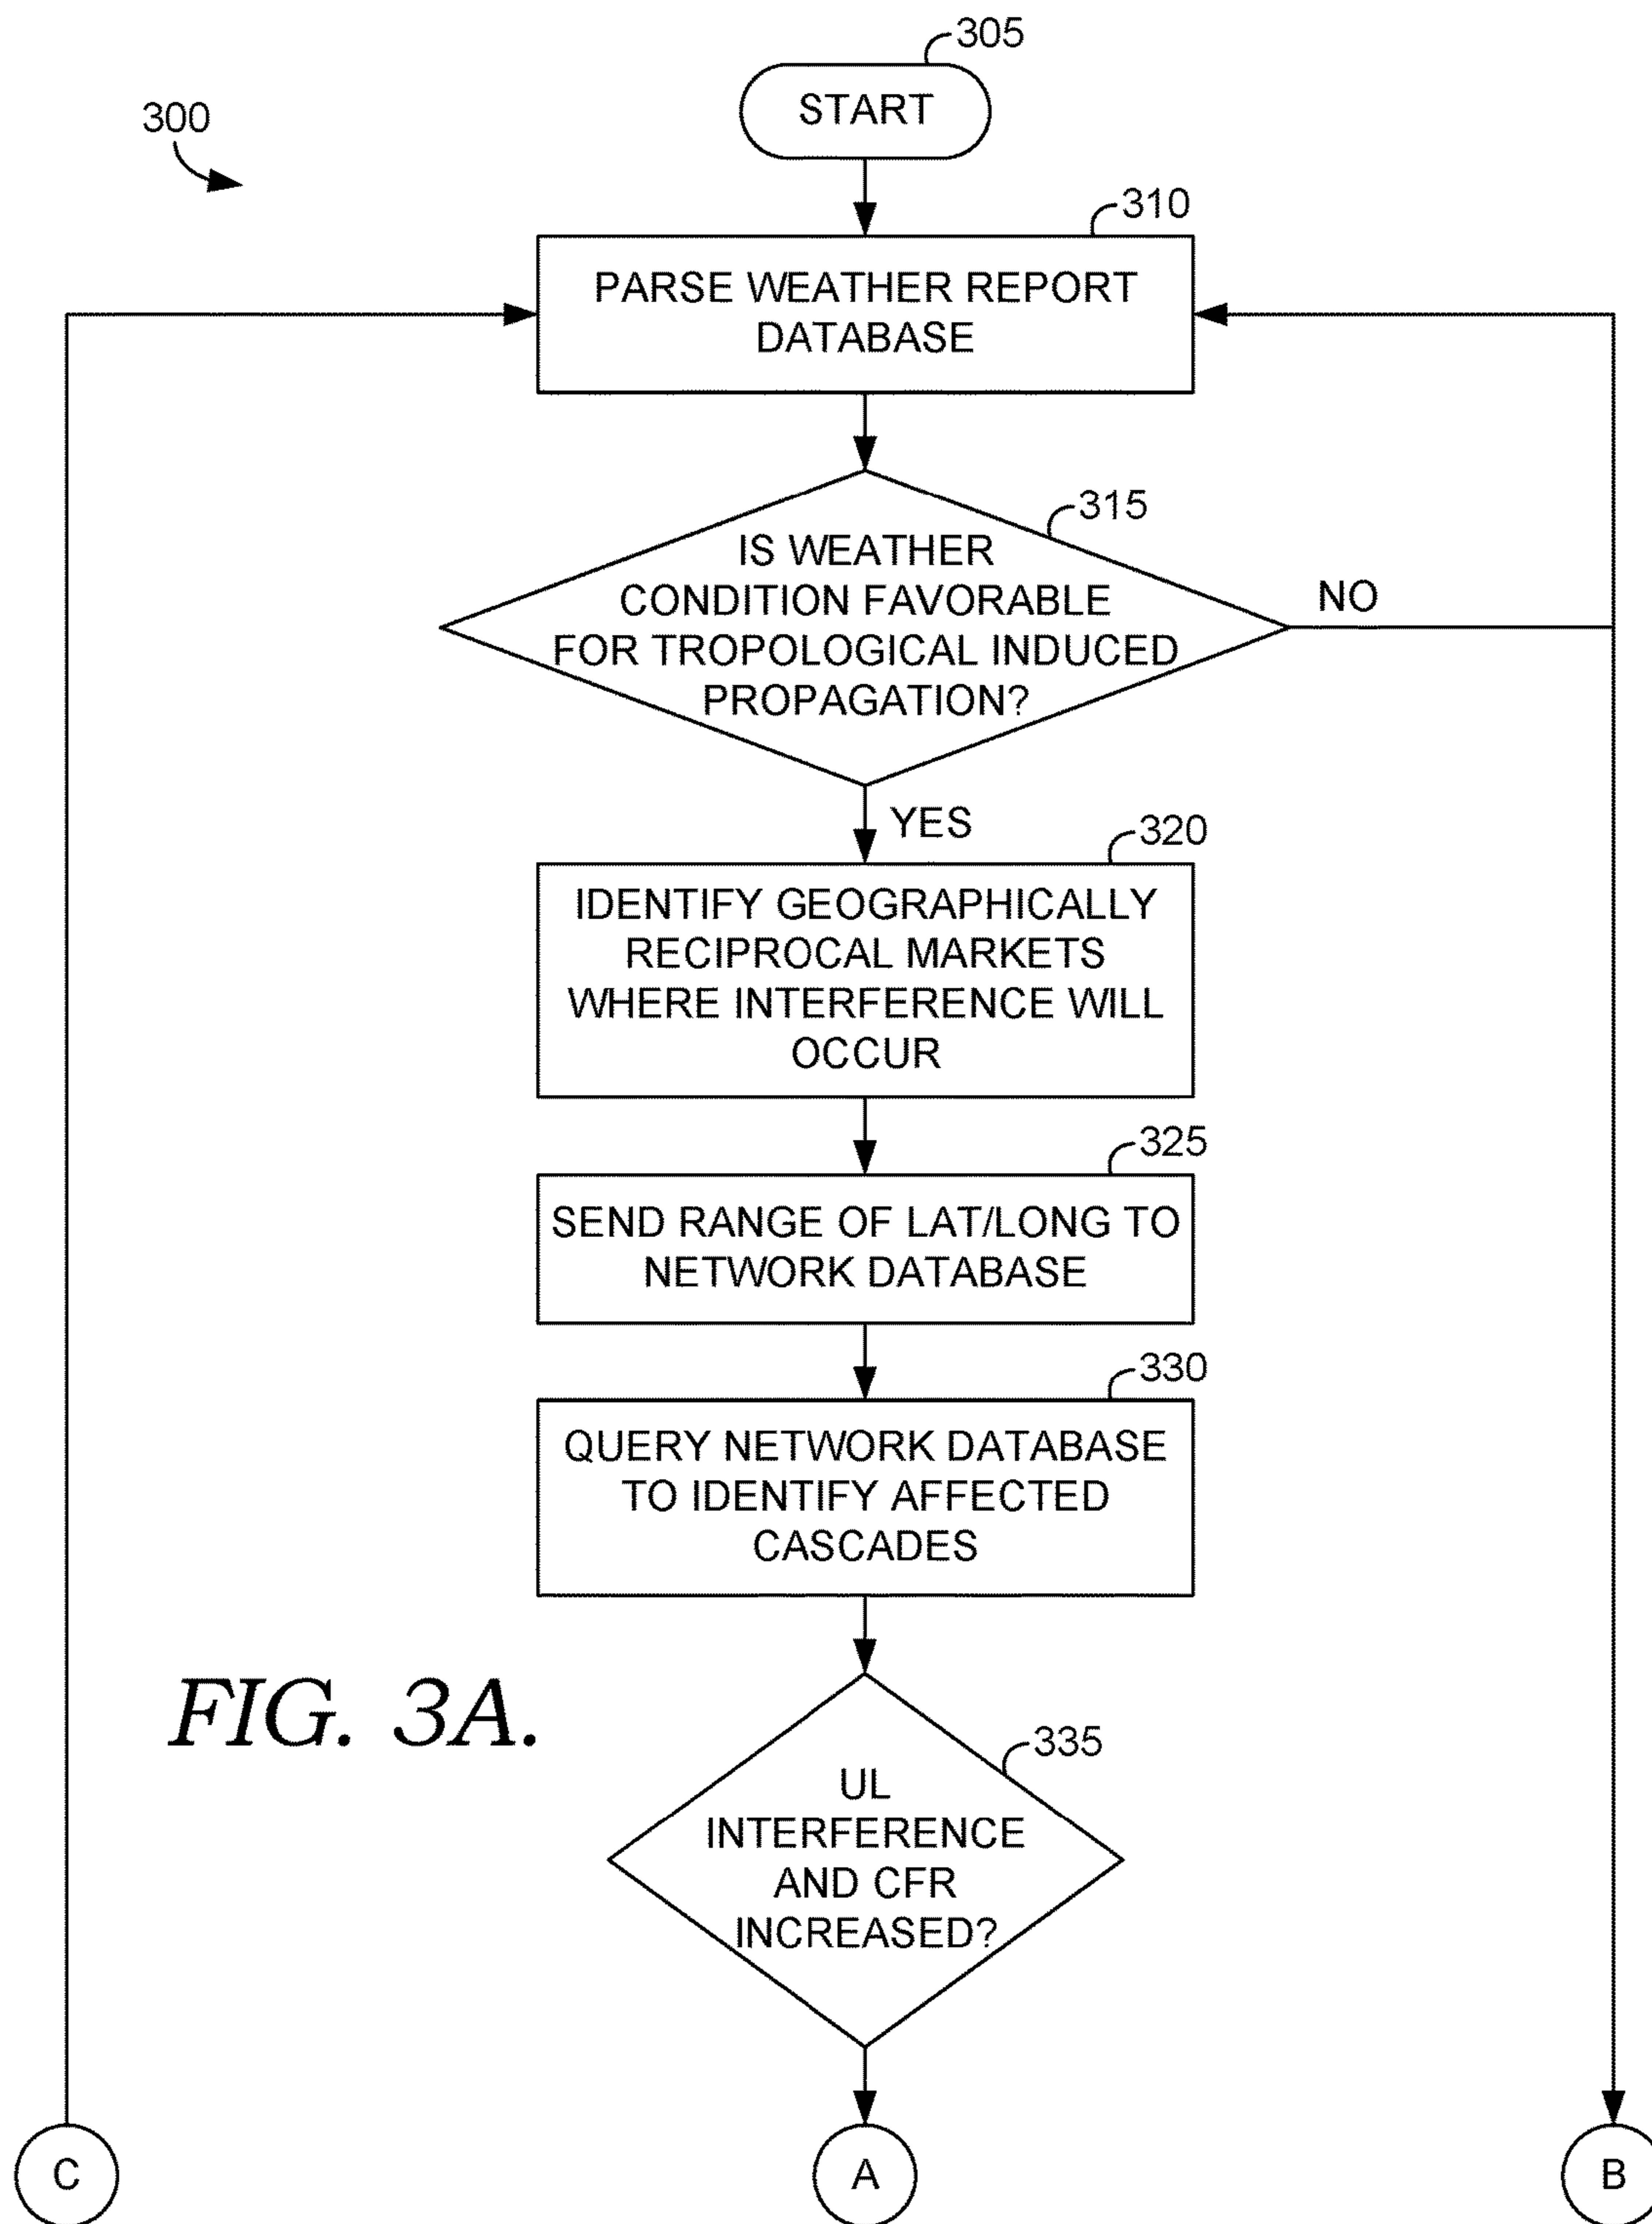 305
START
300
310
PARSE WEATHER REPORT
DATABASE
315
IS WEATHER
CONDITION FAVORABLE
FOR TROPOLOGICAL INDUCED
PROPAGATION?
NO
YES
320
IDENTIFY GEOGRAPHICALLY
RECIPROCAL MARKETS
WHERE INTERFERENCE WILL
OCCUR
325
SEND RANGE OF LAT/LONG TO
NETWORK DATABASE
330
QUERY NETWORK DATABASE
TO IDENTIFY AFFECTED
CASCADES
FIG. 3A.
335
UL
INTERFERENCE
AND CFR
INCREASED?
C
A
B